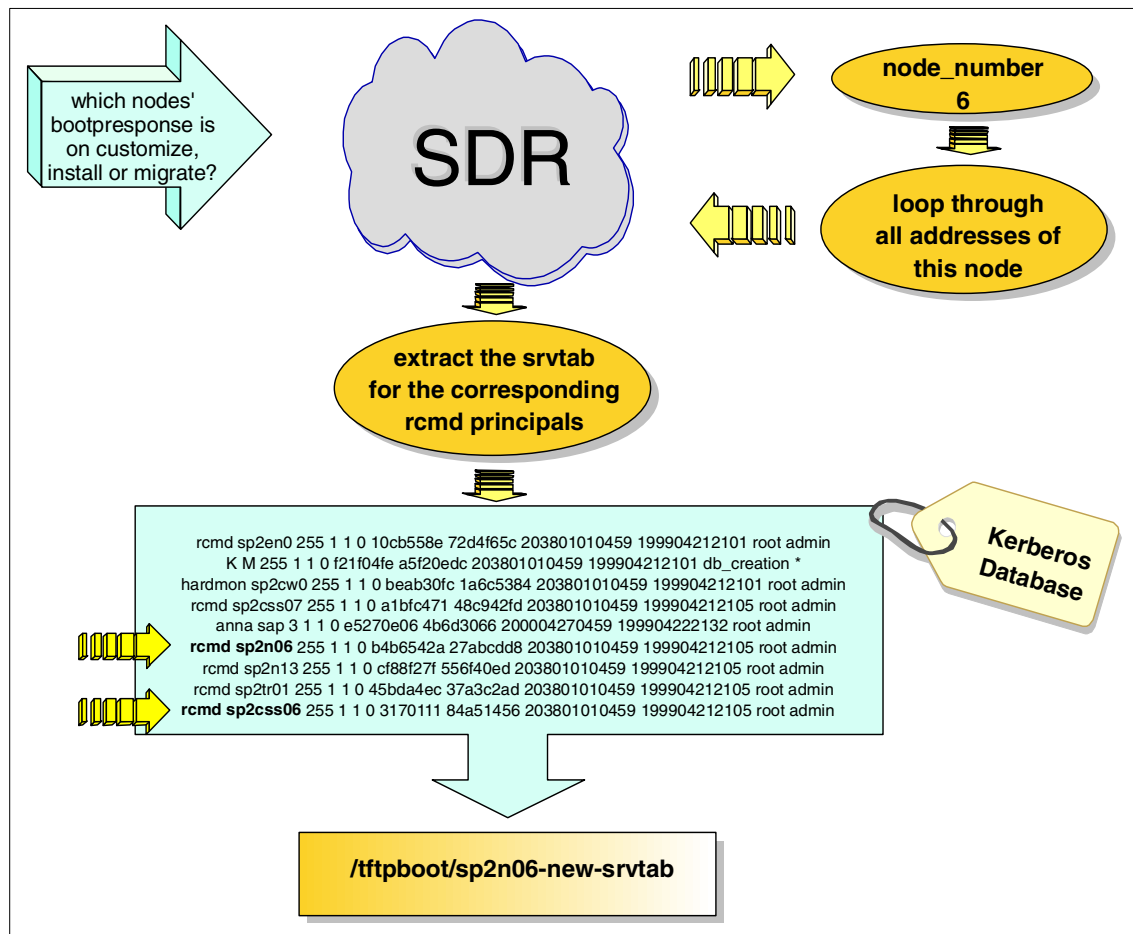 which nodes'
bootpresponse is
on customize,
install or migrate?
SDR
node_number
6
loop through
all addresses of
this node
extract the srvtab
for the corresponding
rcmd principals
Kerberos
Database
rcmd sp2en0 255 1 1 0 10cb558e 72d4f65c 203801010459 199904212101 root admin
K M 255 1 1 0 f21f04fe a5f20edc 203801010459 199904212101 db_creation *
hardmon sp2cw0 255 1 1 0 beab30fc 1a6c5384 203801010459 199904212101 root admin
rcmd sp2css07 255 1 1 0 a1bfc471 48c942fd 203801010459 199904212105 root admin
anna sap 3 1 1 0 e5270e06 4b6d3066 200004270459 199904222132 root admin
rcmd sp2n06 255 1 1 0 b4b6542a 27abcdd8 203801010459 199904212105 root admin
rcmd sp2n13 255 1 1 0 cf88f27f 556f40ed 203801010459 199904212105 root admin
rcmd sp2tr01 255 1 1 0 45bda4ec 37a3c2ad 203801010459 199904212105 root admin
rcmd sp2css06 255 1 1 0 3170111 84a51456 203801010459 199904212105 root admin
/tftpboot/sp2n06-new-srvtab